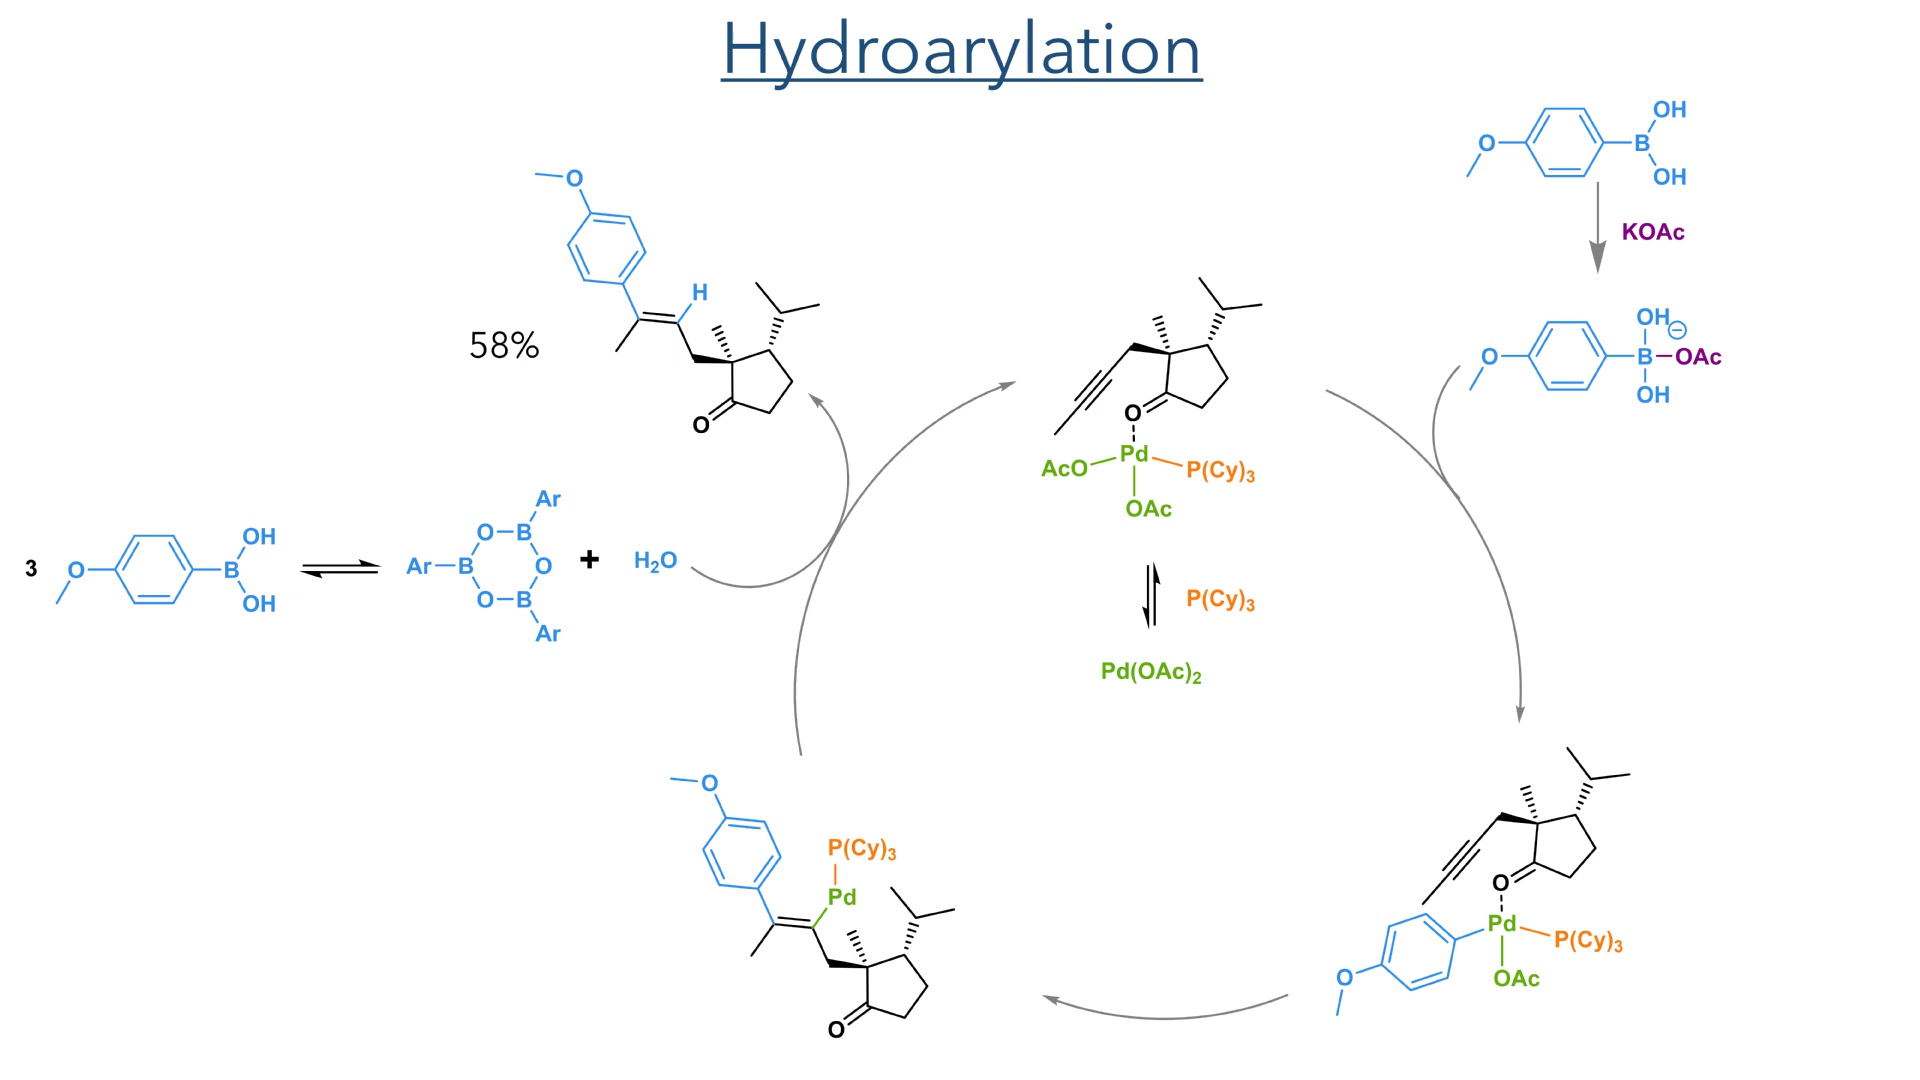 Hydroarylation
O
B
OH
OH
KOAc
O
B
OH
⊖
OAc
OH
O
H
O
58%
O
Pd
AcO
P(Cy)₃
OAc
P(Cy)₃
Pd(OAc)₂
3
O
B
OH
OH
Ar
O
B
Ar
B
O
O
B
Ar
+
H₂O
O
P(Cy)₃
Pd
O
O
Pd
P(Cy)₃
OAc
O